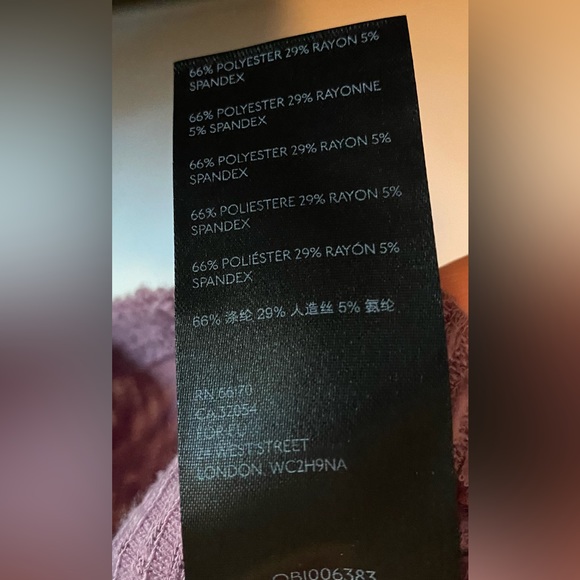 66% POLYESTER 29% RAYON 5%
SPANDEX
66% POLYESTER 29% RAYONNE
5% SPANDEX
66% POLYESTER 29% RAYON 5%
SPANDEX
66% POLIESTERE 29% RAYON 5%
SPANDEX
66% POLIÉSTER 29% RAYÓN 5%
SPANDEX
66% 涤纶 29% 人造丝 5% 氨纶
RN 66170
CA 32054
24 WEST STREET
LONDON, WC2H9NA
OBI006383